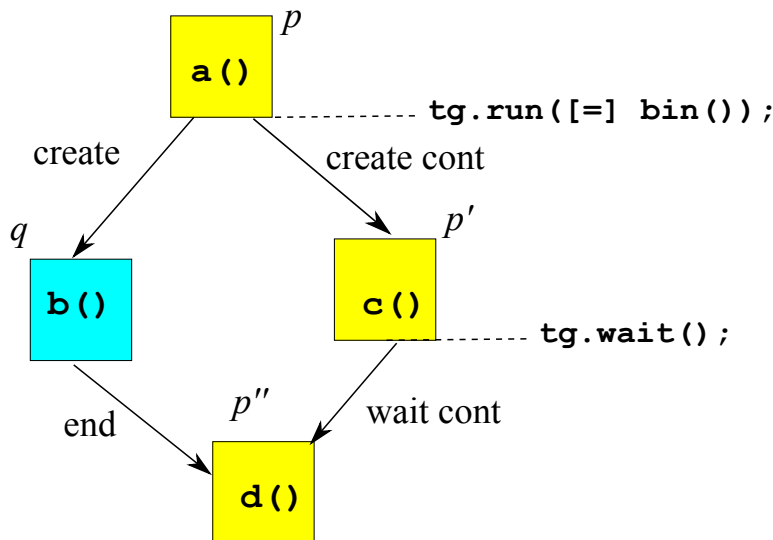 p
a()
tg.run([=] bin());
create
create cont
q
p'
b()
c()
tg.wait();
p''
end
wait cont
d()